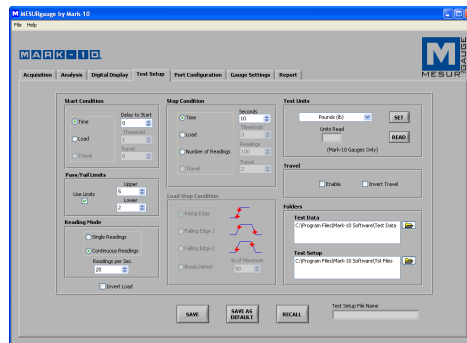 MESURgauge by Mark-10
File Help
MARK-10
M
MESUR GAUGE
Acquisition Analysis Digital Display Test Setup Port Configuration Gauge Settings Report
Start Condition
Time
Load
Travel
Delay to Start
0
Threshold
1
Travel
0
Pass/Fail Limits
Use Limits
Upper
5
Lower
2
Reading Mode
Single Readings
Continuous Readings
Readings per Sec.
20
Invert Load
Stop Condition
Time
Load
Number of Readings
Travel
Seconds
10
Threshold
3
Readings
100
Travel
2
Load Stop Condition
Rising Edge
Falling Edge 1
Falling Edge 2
Break Detect
% of Maximum
50
Test Units
Pounds (lb)
SET
Units Read
READ
(Mark-10 Gauges Only)
Travel
Enable
Invert Travel
Folders
Test Data
C:\Program Files\Mark-10 Software\Test Data
Test Setup
C:\Program Files\Mark-10 Software\Tst Files
SAVE
SAVE AS
DEFAULT
RECALL
Test Setup File Name